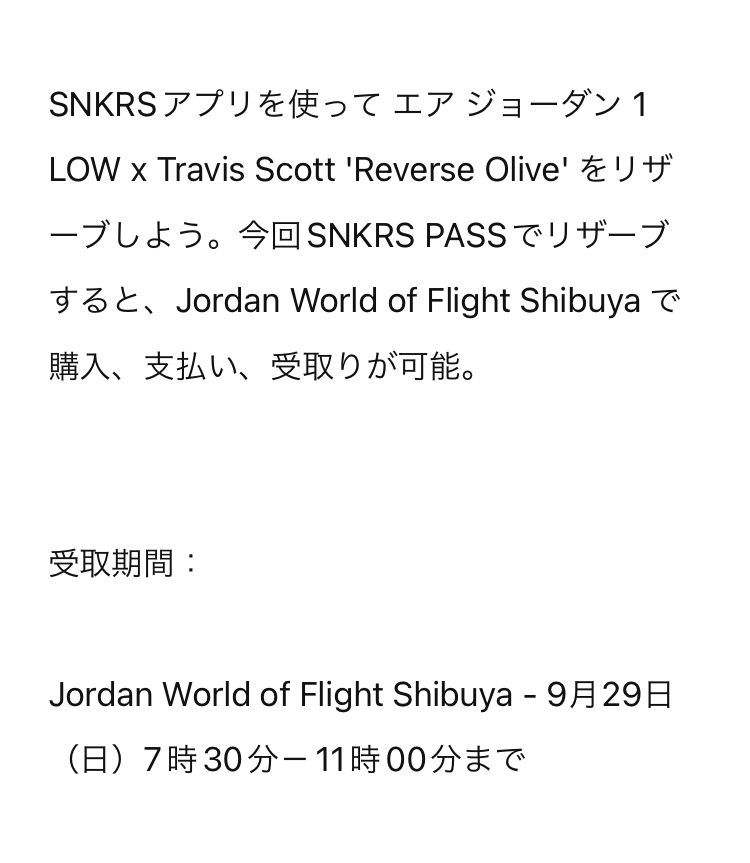 SNKRSアプリを使って エア ジョーダン 1
LOW x Travis Scott 'Reverse Olive' をリザ
ーブしよう。今回SNKRS PASSでリザーブ
すると、Jordan World of Flight Shibuya で
購入、支払い、受取りが可能。
受取期間：
Jordan World of Flight Shibuya - 9月29日
（日）7時30分－11時00分まで